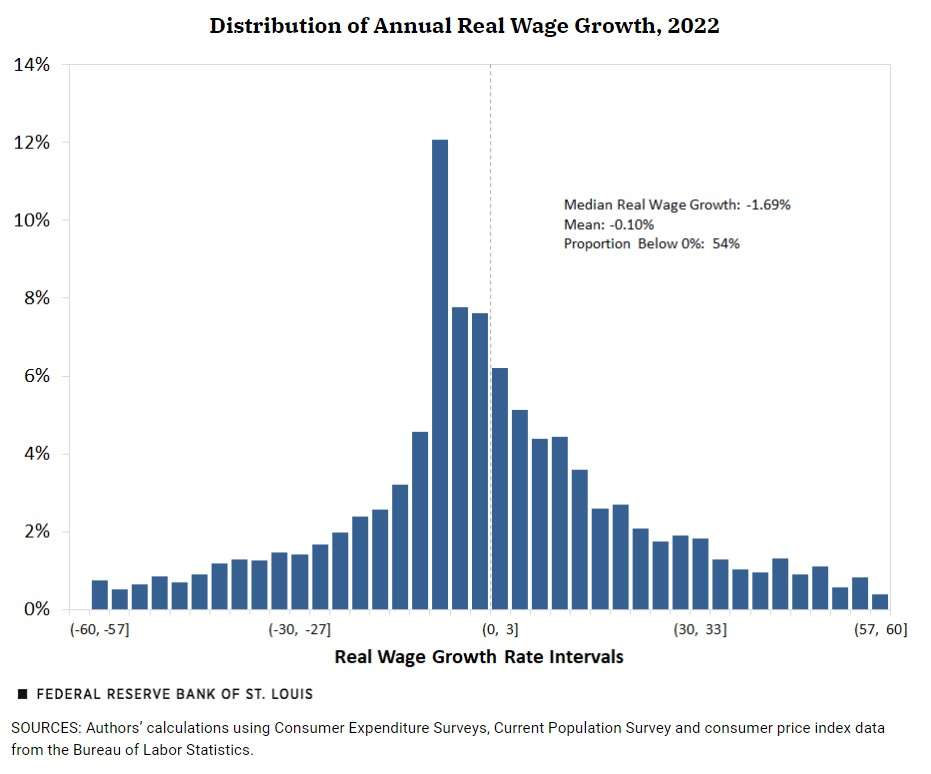 Distribution of Annual Real Wage Growth, 2022
14%
12%
10%
8%
6%
4%
2%
0%
Median Real Wage Growth: -1.69%
Mean: -0.10%
Proportion Below 0%: 54%
(-60, -57] (-30, -27] (0, 3] (30, 33] (57, 60]
Real Wage Growth Rate Intervals
FEDERAL RESERVE BANK OF ST. LOUIS
SOURCES: Authors’ calculations using Consumer Expenditure Surveys, Current Population Survey and consumer price index data
from the Bureau of Labor Statistics.